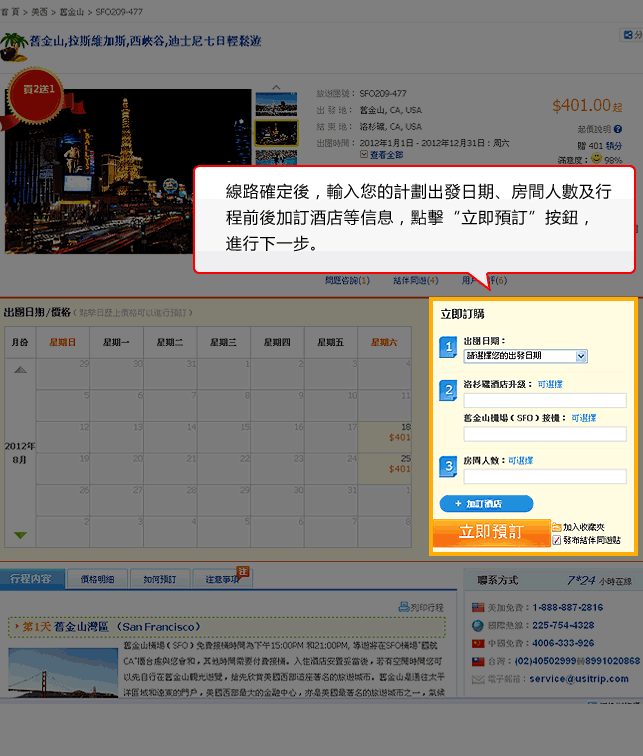 首頁 > 美西 > 舊金山 > SFO209-477
分
舊金山,拉斯維加斯,西峽谷,迪士尼七日輕鬆遊
買2送1
旅遊團號：SFO209-477
出 發 地：舊金山, CA, USA
結 束 地：洛杉磯, CA, USA
出團時間：2012年1月1日 - 2012年12月31日：周六
查看全部
$401.00起
起價說明
贈 401 積分
滿意度：98%
線路確定後，輸入您的計劃出發日期、房間人數及行
程前後加訂酒店等信息，點擊“立即預訂”按鈕，
進行下一步。
問題咨詢(1) 結伴同遊(4) 用戶 評(6)
出團日期/價格（點擊日歷上價格可以進行預訂）
月份 星期日 星期一 星期二 星期三 星期四 星期五 星期六
29 30 31 1 2 3 4
5 6 7 8 9 10 11
2012年
8月
12 13 14 15 16 17 18
$401
19 20 21 22 23 24 25
$401
26 27 28 29 30 31 1
2 3 4 5 6 7 8
立即訂購
1 出團日期：
請選擇您的出發日期
2 洛杉磯酒店升級：可選擇
舊金山機場（SFO）接機：可選擇
3 房間人數：可選擇
+ 加訂酒店
立即預訂
加入收藏夾
發布結伴同遊貼
行程內容 價格明細 如何預訂 注意事項 注
列印行程
第1天 舊金山灣區 （San Francisco）
舊金山機場（SFO）免費接機時間為下午15:00PM 和21:00PM, 導遊將在SFO機場“國航
CA”櫃台處與您會和，其他時間需要付費接機。入住酒店安置妥當後，若有空閒時間您可
以先自行在舊金山觀光遊覽，搶先欣賞美國西部這座著名的旅遊城市。舊金山是通往太平
洋區域和遠東的門戶，美國西部最大的金融中心，亦是美國最著名的旅遊城市之一，氣候
聯系方式 7*24 小時在線
美加免費：1-888-887-2816
國際熱線：225-754-4328
中國免費：4006-333-926
台灣：(02)40502999轉8991020868
電子郵箱：service@usitrip.com